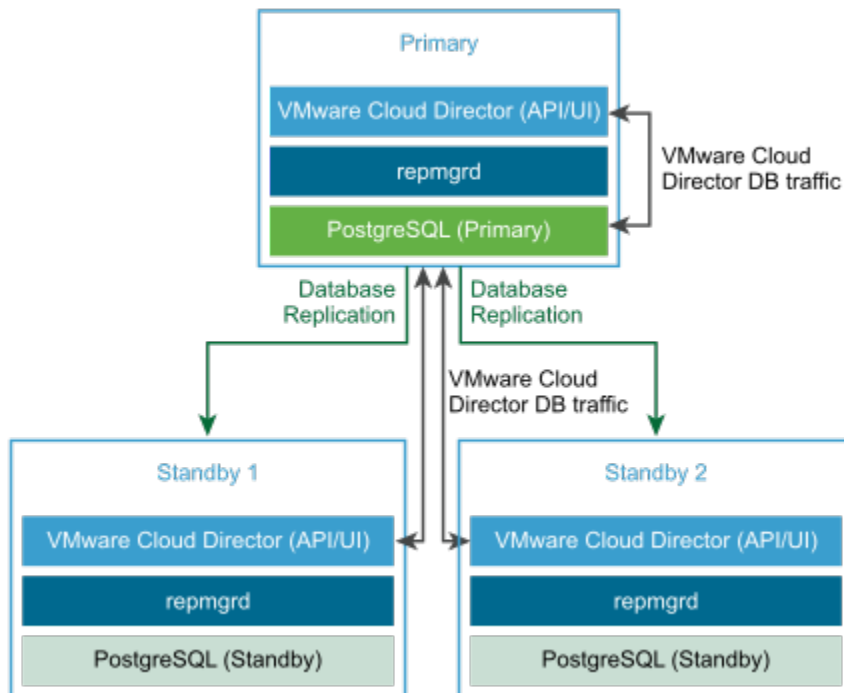 Primary
VMware Cloud Director (API/UI)
repmgrd
PostgreSQL (Primary)
VMware Cloud
Director DB traffic
Database
Replication
Database
Replication
VMware Cloud
Director DB traffic
Standby 1
VMware Cloud Director (API/UI)
repmgrd
PostgreSQL (Standby)
Standby 2
VMware Cloud Director (API/UI)
repmgrd
PostgreSQL (Standby)